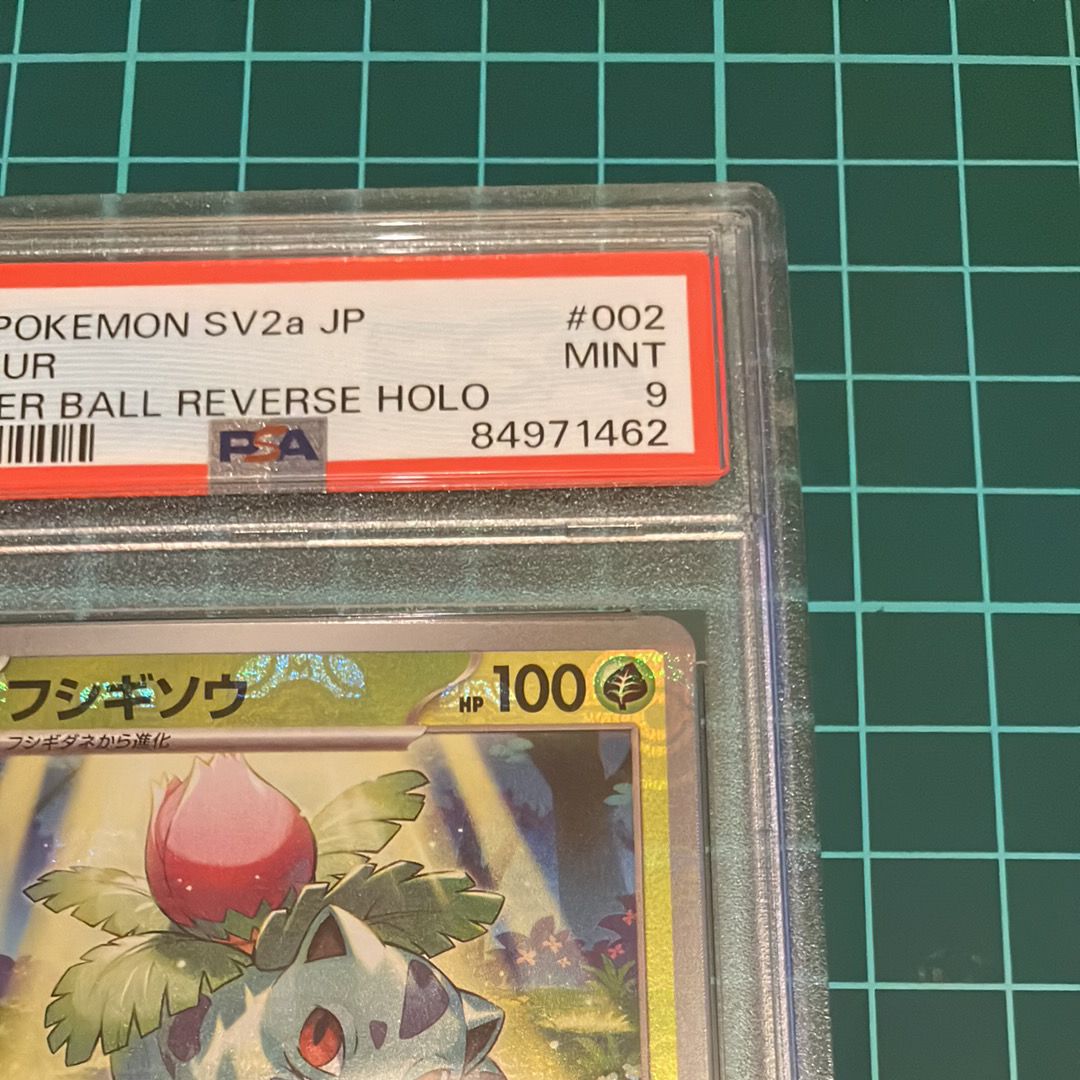 POKEMON SV2a JP #002
UR MINT
ER BALL REVERSE HOLO 9
PSA 84971462
フシギソウ HP 100
フシギダネから進化